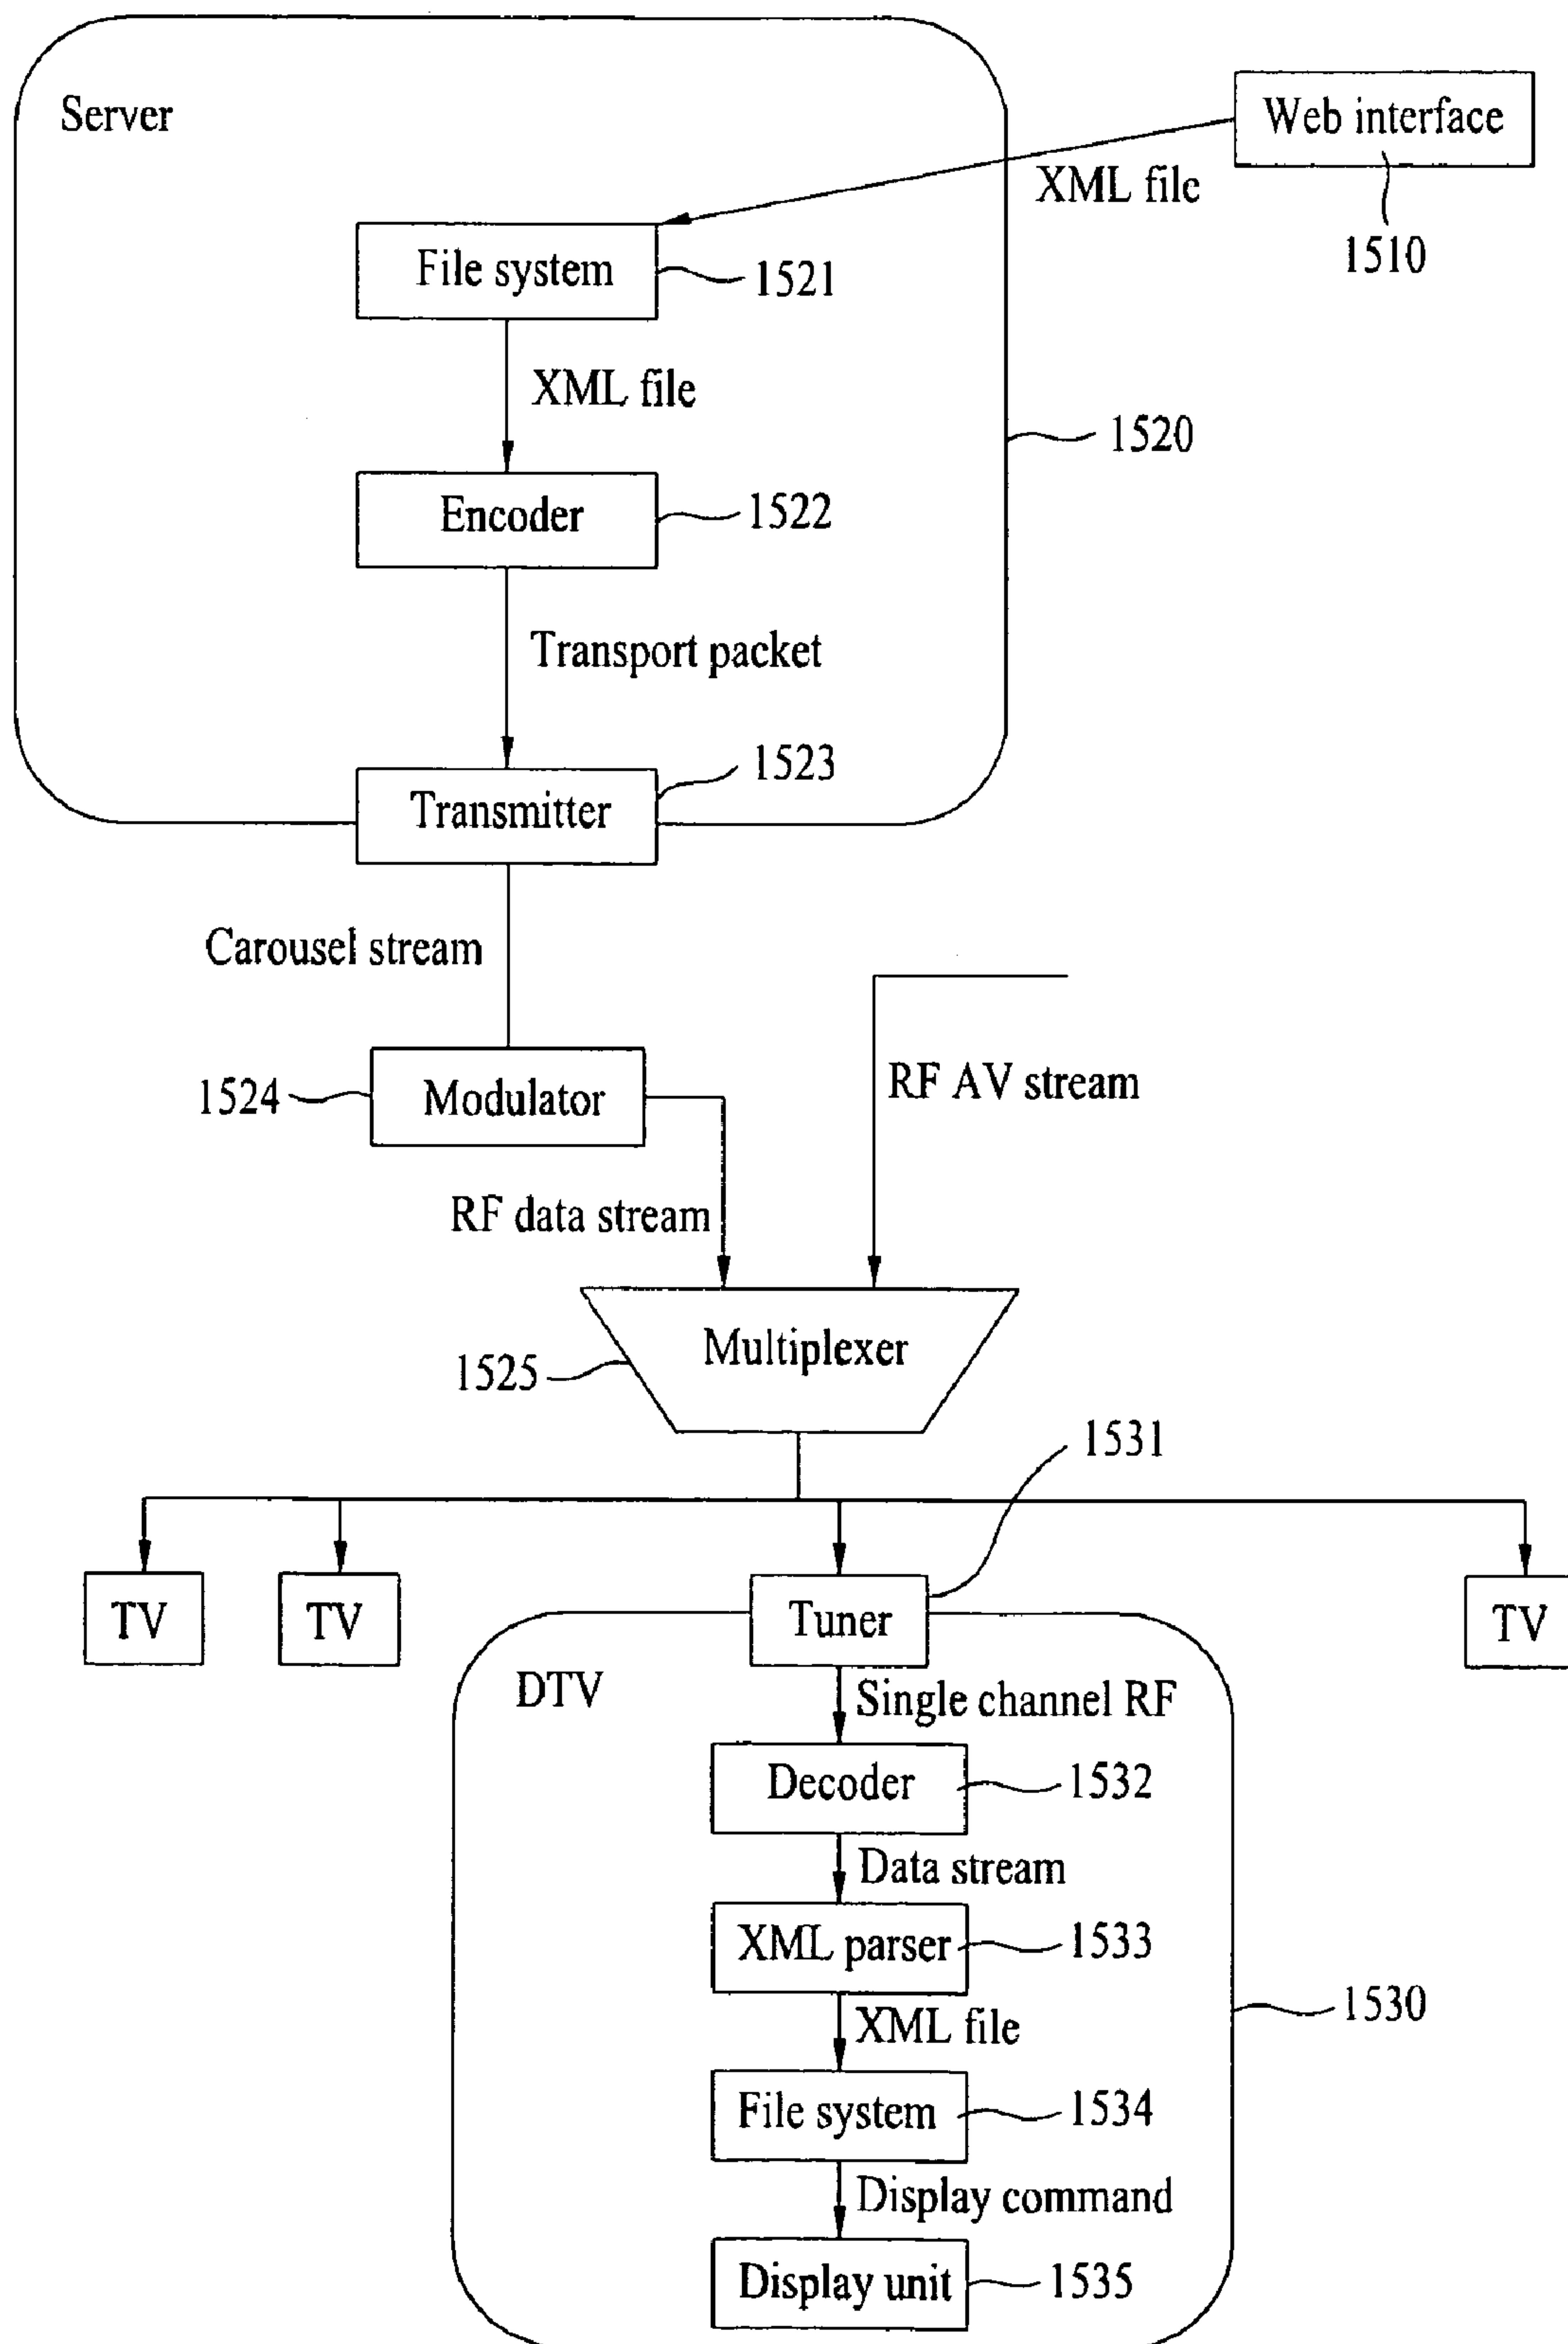 Server
Web interface
XML file
1510
File system
1521
XML file
1520
Encoder
1522
Transport packet
1523
Transmitter
Carousel stream
RF AV stream
1524
Modulator
RF data stream
Multiplexer
1525
1531
TV
TV
Tuner
TV
DTV
Single channel RF
Decoder
1532
Data stream
XML parser
1533
XML file
1530
File system
1534
Display command
Display unit
1535